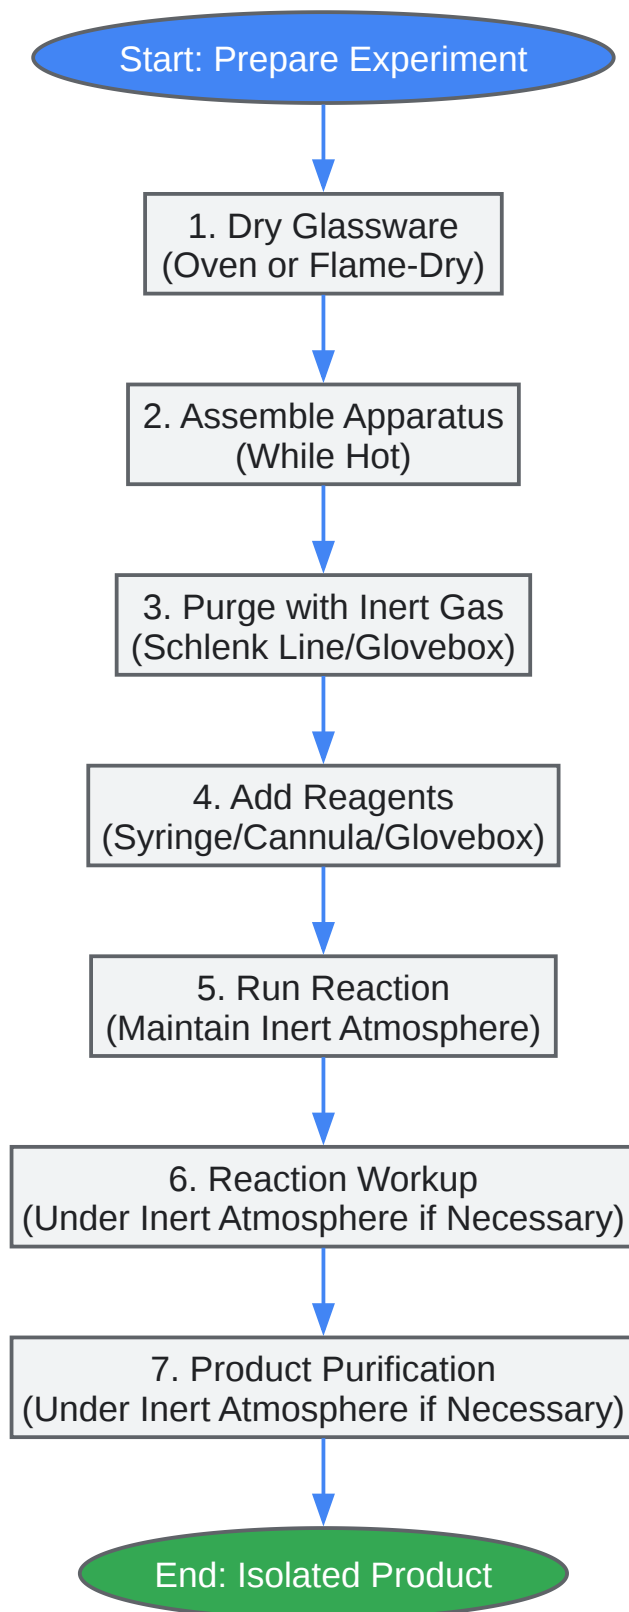 Start: Prepare Experiment
1. Dry Glassware
(Oven or Flame-Dry)
2. Assemble Apparatus
(While Hot)
3. Purge with Inert Gas
(Schlenk Line/Glovebox)
4. Add Reagents
(Syringe/Cannula/Glovebox)
5. Run Reaction
(Maintain Inert Atmosphere)
6. Reaction Workup
(Under Inert Atmosphere if Necessary)
7. Product Purification
(Under Inert Atmosphere if Necessary)
End: Isolated Product